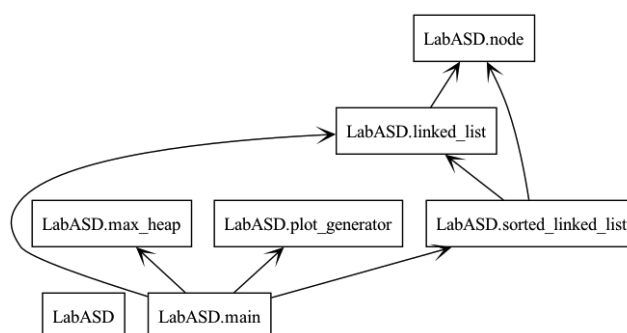 LabASD.node
LabASD.linked_list
LabASD.max_heap
LabASD.plot_generator
LabASD.sorted_linked_list
LabASD
LabASD.main